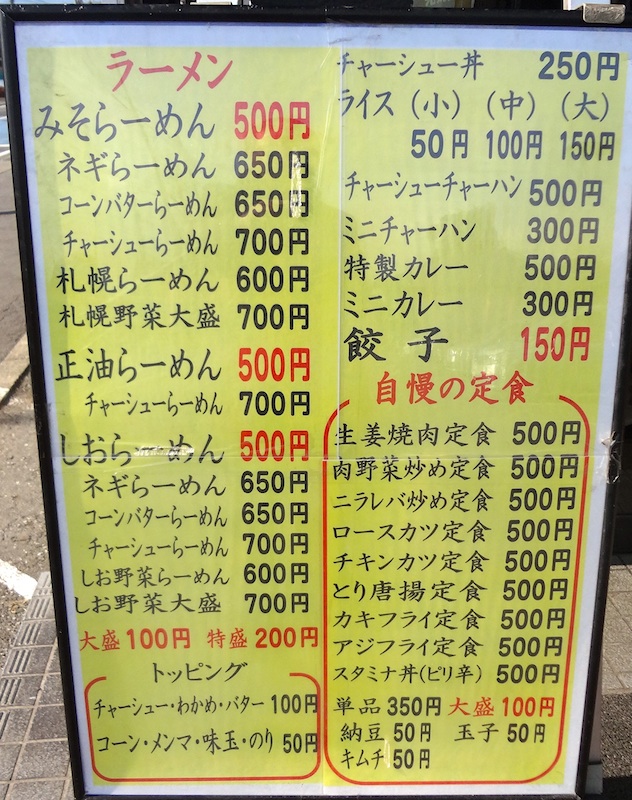 ラーメン
みそらーめん 500円
ネギらーめん 650円
コーンバターらーめん 650円
チャーシューらーめん 700円
札幌らーめん 600円
札幌野菜大盛 700円
正油らーめん 500円
チャーシューらーめん 700円
しおらーめん 500円
ネギらーめん 650円
コーンバターらーめん 650円
チャーシューらーめん 700円
しお野菜らーめん 600円
しお野菜大盛 700円
大盛100円 特盛200円
トッピング
チャーシュー・わかめ・バター 100円
コーン・メンマ・味玉・のり 50円
チャーシュー丼 250円
ライス(小)(中)(大)
50円 100円 150円
チャーシューチャーハン 500円
ミニチャーハン 300円
特製カレー 500円
ミニカレー 300円
餃子 150円
自慢の定食
生姜焼肉定食 500円
肉野菜炒め定食 500円
ニラレバ炒め定食 500円
ロースカツ定食 500円
チキンカツ定食 500円
とり唐揚定食 500円
カキフライ定食 500円
アジフライ定食 500円
スタミナ丼(ピリ辛) 500円
単品350円 大盛100円
納豆50円 玉子50円
キムチ50円